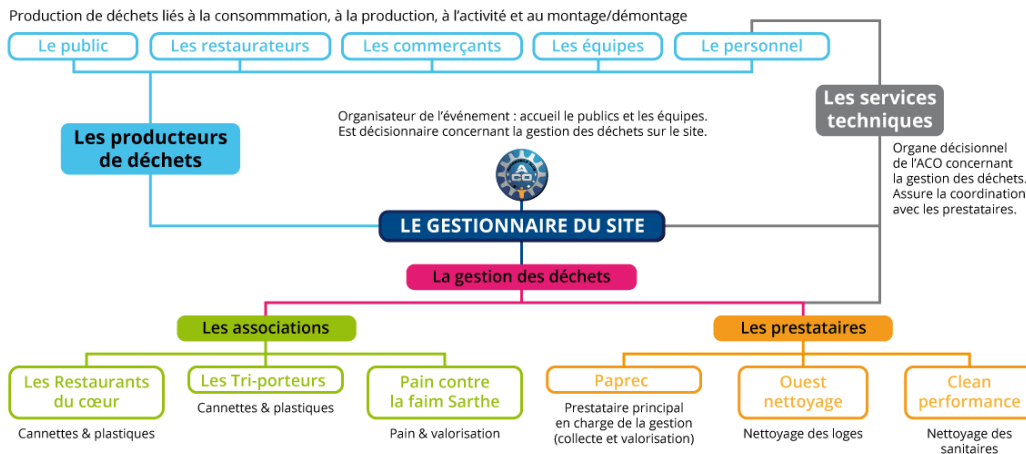 Production de déchets liés à la consommmation, à la production, à l'activité et au montage/démontage
Le public
Les restaurateurs
Les commerçants
Les équipes
Le personnel
Les producteurs
de déchets
Organisateur de l'événement : accueil le publics et les équipes.
Est décisionnaire concernant la gestion des déchets sur le site.
Les services
techniques
Organe décisionnel
de l'ACO concernant
la gestion des déchets.
Assure la coordination
avec les prestataires.
ACO
LE GESTIONNAIRE DU SITE
La gestion des déchets
Les associations
Les prestataires
Les Restaurants
du cœur
Cannettes & plastiques
Les Tri-porteurs
Cannettes & plastiques
Pain contre
la faim Sarthe
Pain & valorisation
Paprec
Prestataire principal
en charge de la gestion
(collecte et valorisation)
Ouest
nettoyage
Nettoyage des loges
Clean
performance
Nettoyage des
sanitaires